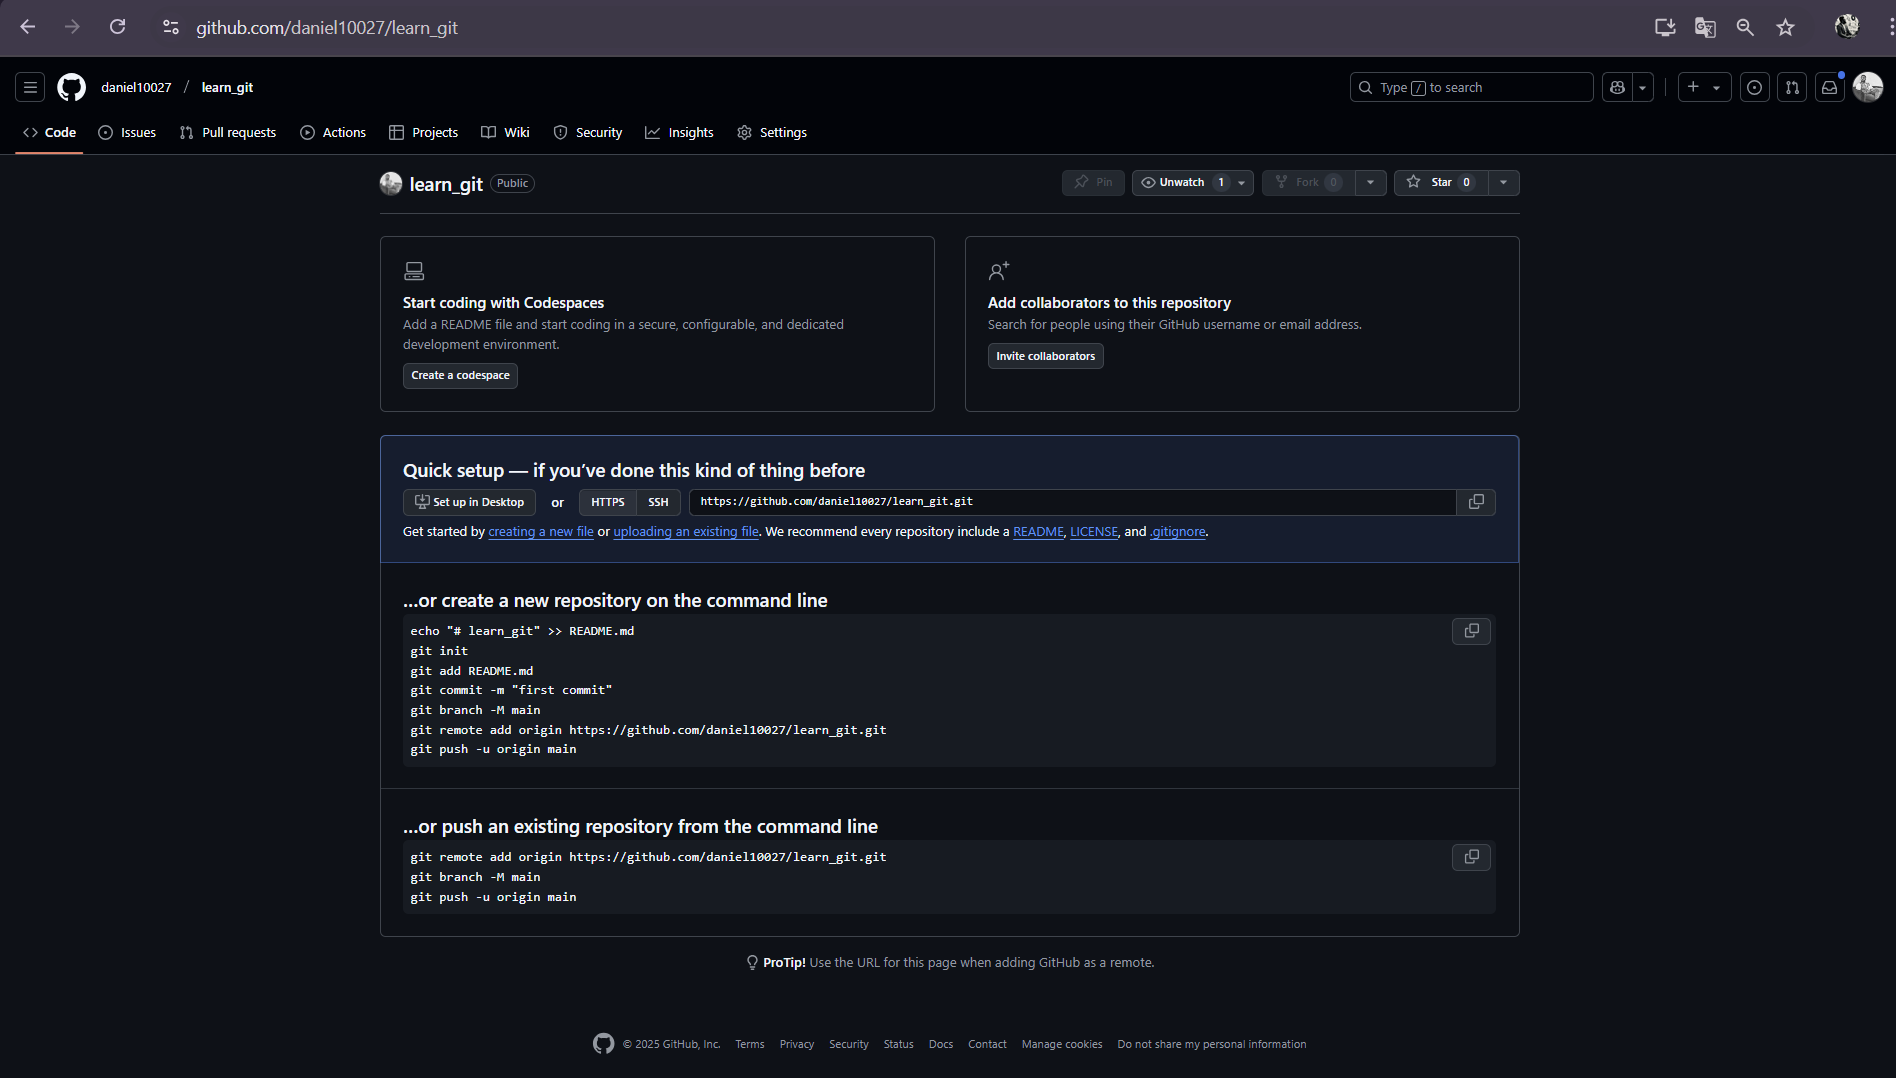 github.com/daniel10027/learn_git
daniel10027 / learn_git
Type / to search
Code Issues Pull requests Actions Projects Wiki Security Insights Settings
learn_git Public
Pin Unwatch 1 Fork 0 Star 0
Start coding with Codespaces
Add a README file and start coding in a secure, configurable, and dedicated
development environment.
Create a codespace
Add collaborators to this repository
Search for people using their GitHub username or email address.
Invite collaborators
Quick setup — if you’ve done this kind of thing before
Set up in Desktop or HTTPS SSH https://github.com/daniel10027/learn_git.git
Get started by creating a new file or uploading an existing file. We recommend every repository include a README, LICENSE, and .gitignore.
…or create a new repository on the command line
echo "# learn_git" >> README.md
git init
git add README.md
git commit -m "first commit"
git branch -M main
git remote add origin https://github.com/daniel10027/learn_git.git
git push -u origin main
…or push an existing repository from the command line
git remote add origin https://github.com/daniel10027/learn_git.git
git branch -M main
git push -u origin main
ProTip! Use the URL for this page when adding GitHub as a remote.
© 2025 GitHub, Inc. Terms Privacy Security Status Docs Contact Manage cookies Do not share my personal information